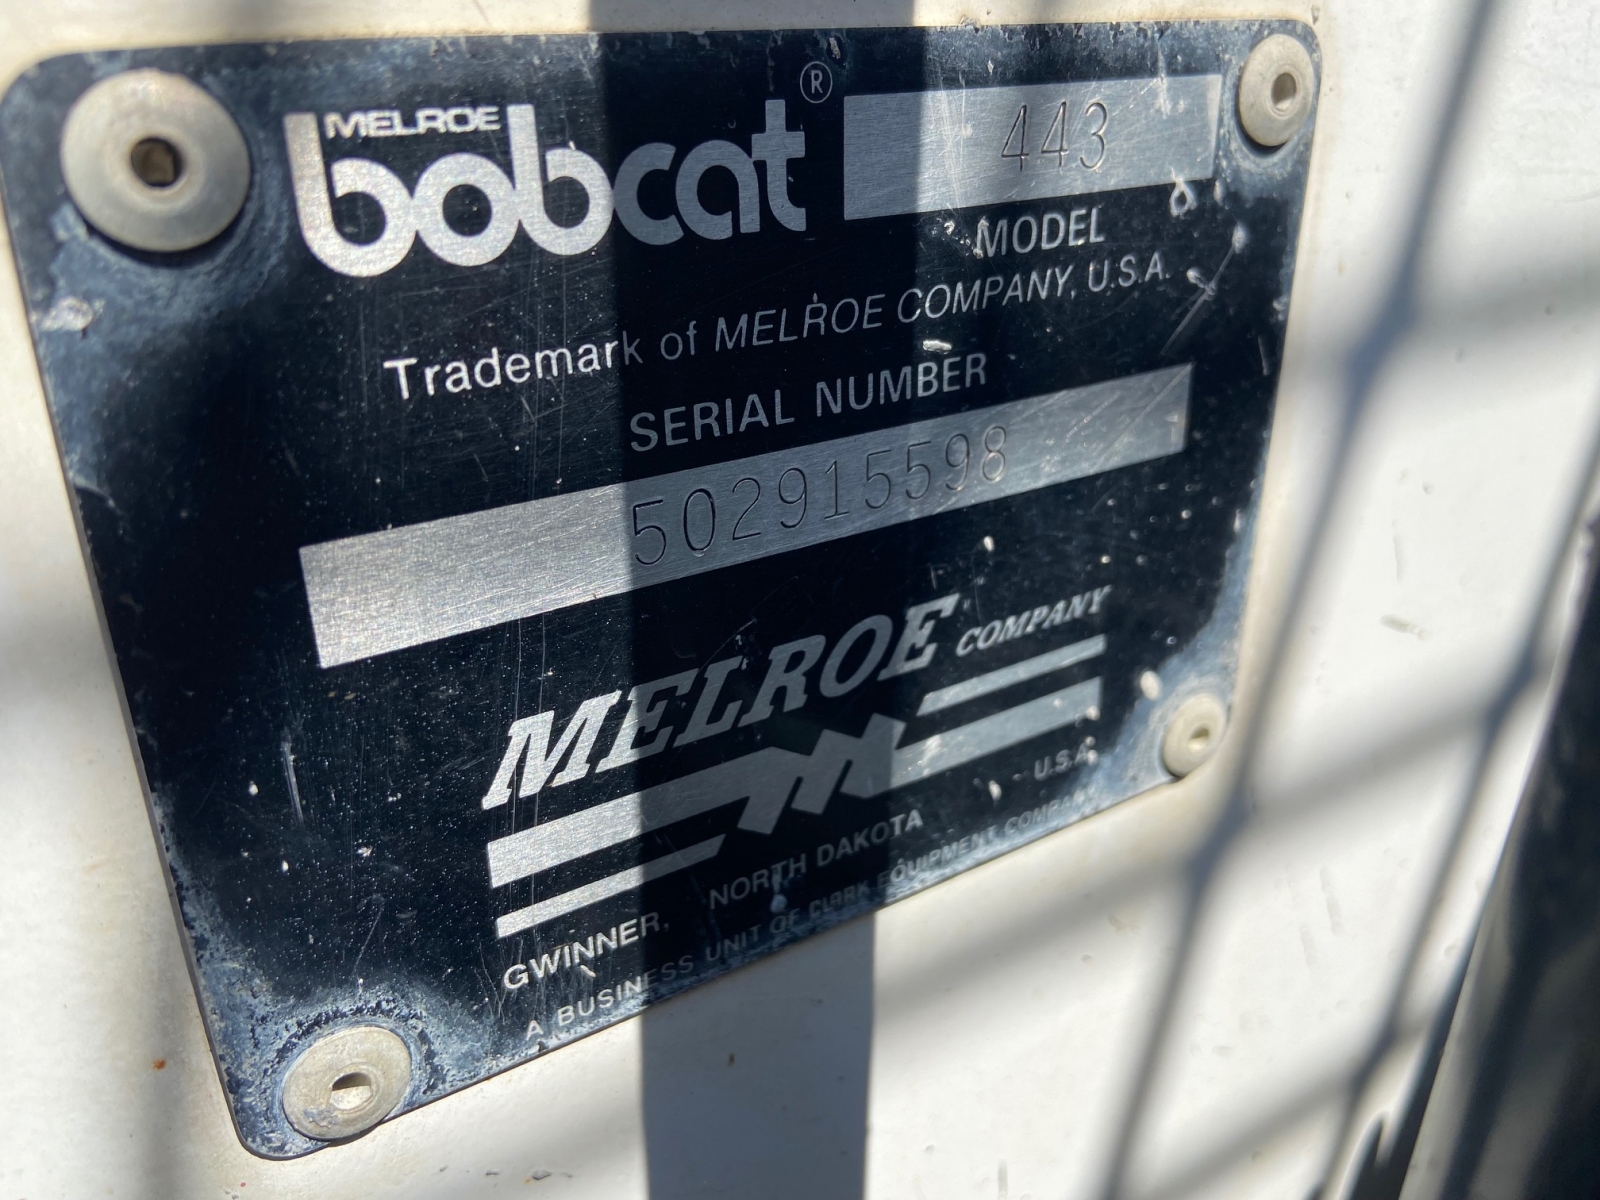 MELROE
bobcat®
443
MODEL
Trademark of MELROE COMPANY, U.S.A.
SERIAL NUMBER
502915598
MELROE COMPANY
GWINNER, NORTH DAKOTA - U.S.A.
A BUSINESS UNIT OF CLARK EQUIPMENT COMPANY